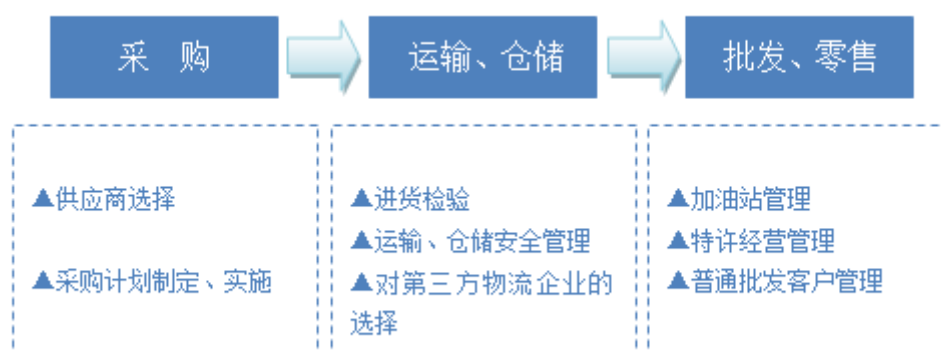 采 购
运输、仓储
批发、零售
▲供应商选择
▲采购计划制定、实施
▲进货检验
▲运输、仓储安全管理
▲对第三方物流企业的
选择
▲加油站管理
▲特许经营管理
▲普通批发客户管理